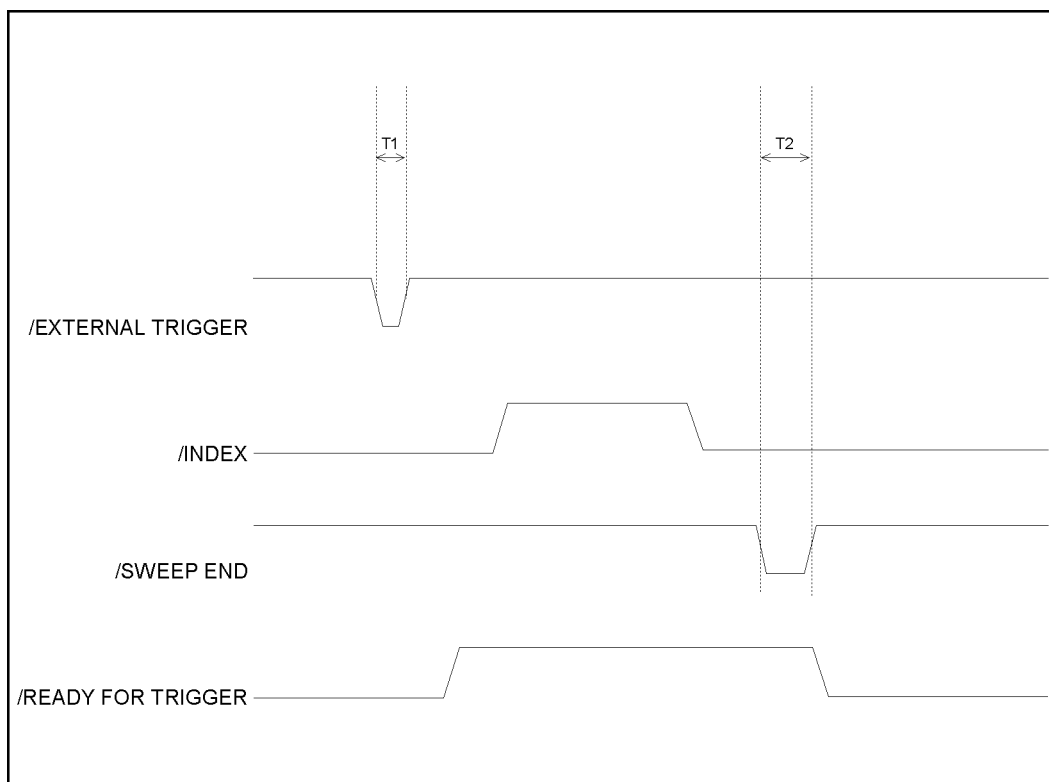 T1
T2
/EXTERNAL TRIGGER
/INDEX
/SWEEP END
/READY FOR TRIGGER